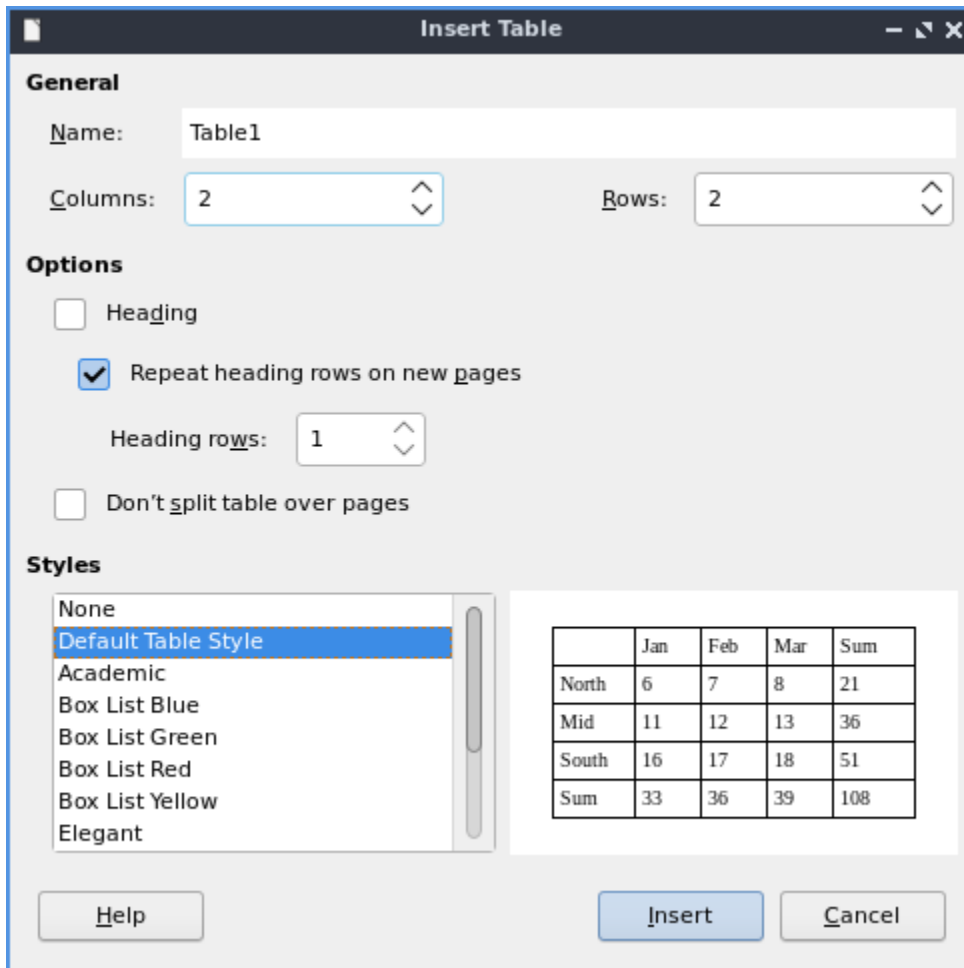 Insert Table
General
Name: Table1
Columns: 2 Rows: 2
Options
Heading
Repeat heading rows on new pages
Heading rows: 1
Don't split table over pages
Styles
None
Default Table Style
Academic
Box List Blue
Box List Green
Box List Red
Box List Yellow
Elegant
Jan Feb Mar Sum
North 6 7 8 21
Mid 11 12 13 36
South 16 17 18 51
Sum 33 36 39 108
Help Insert Cancel